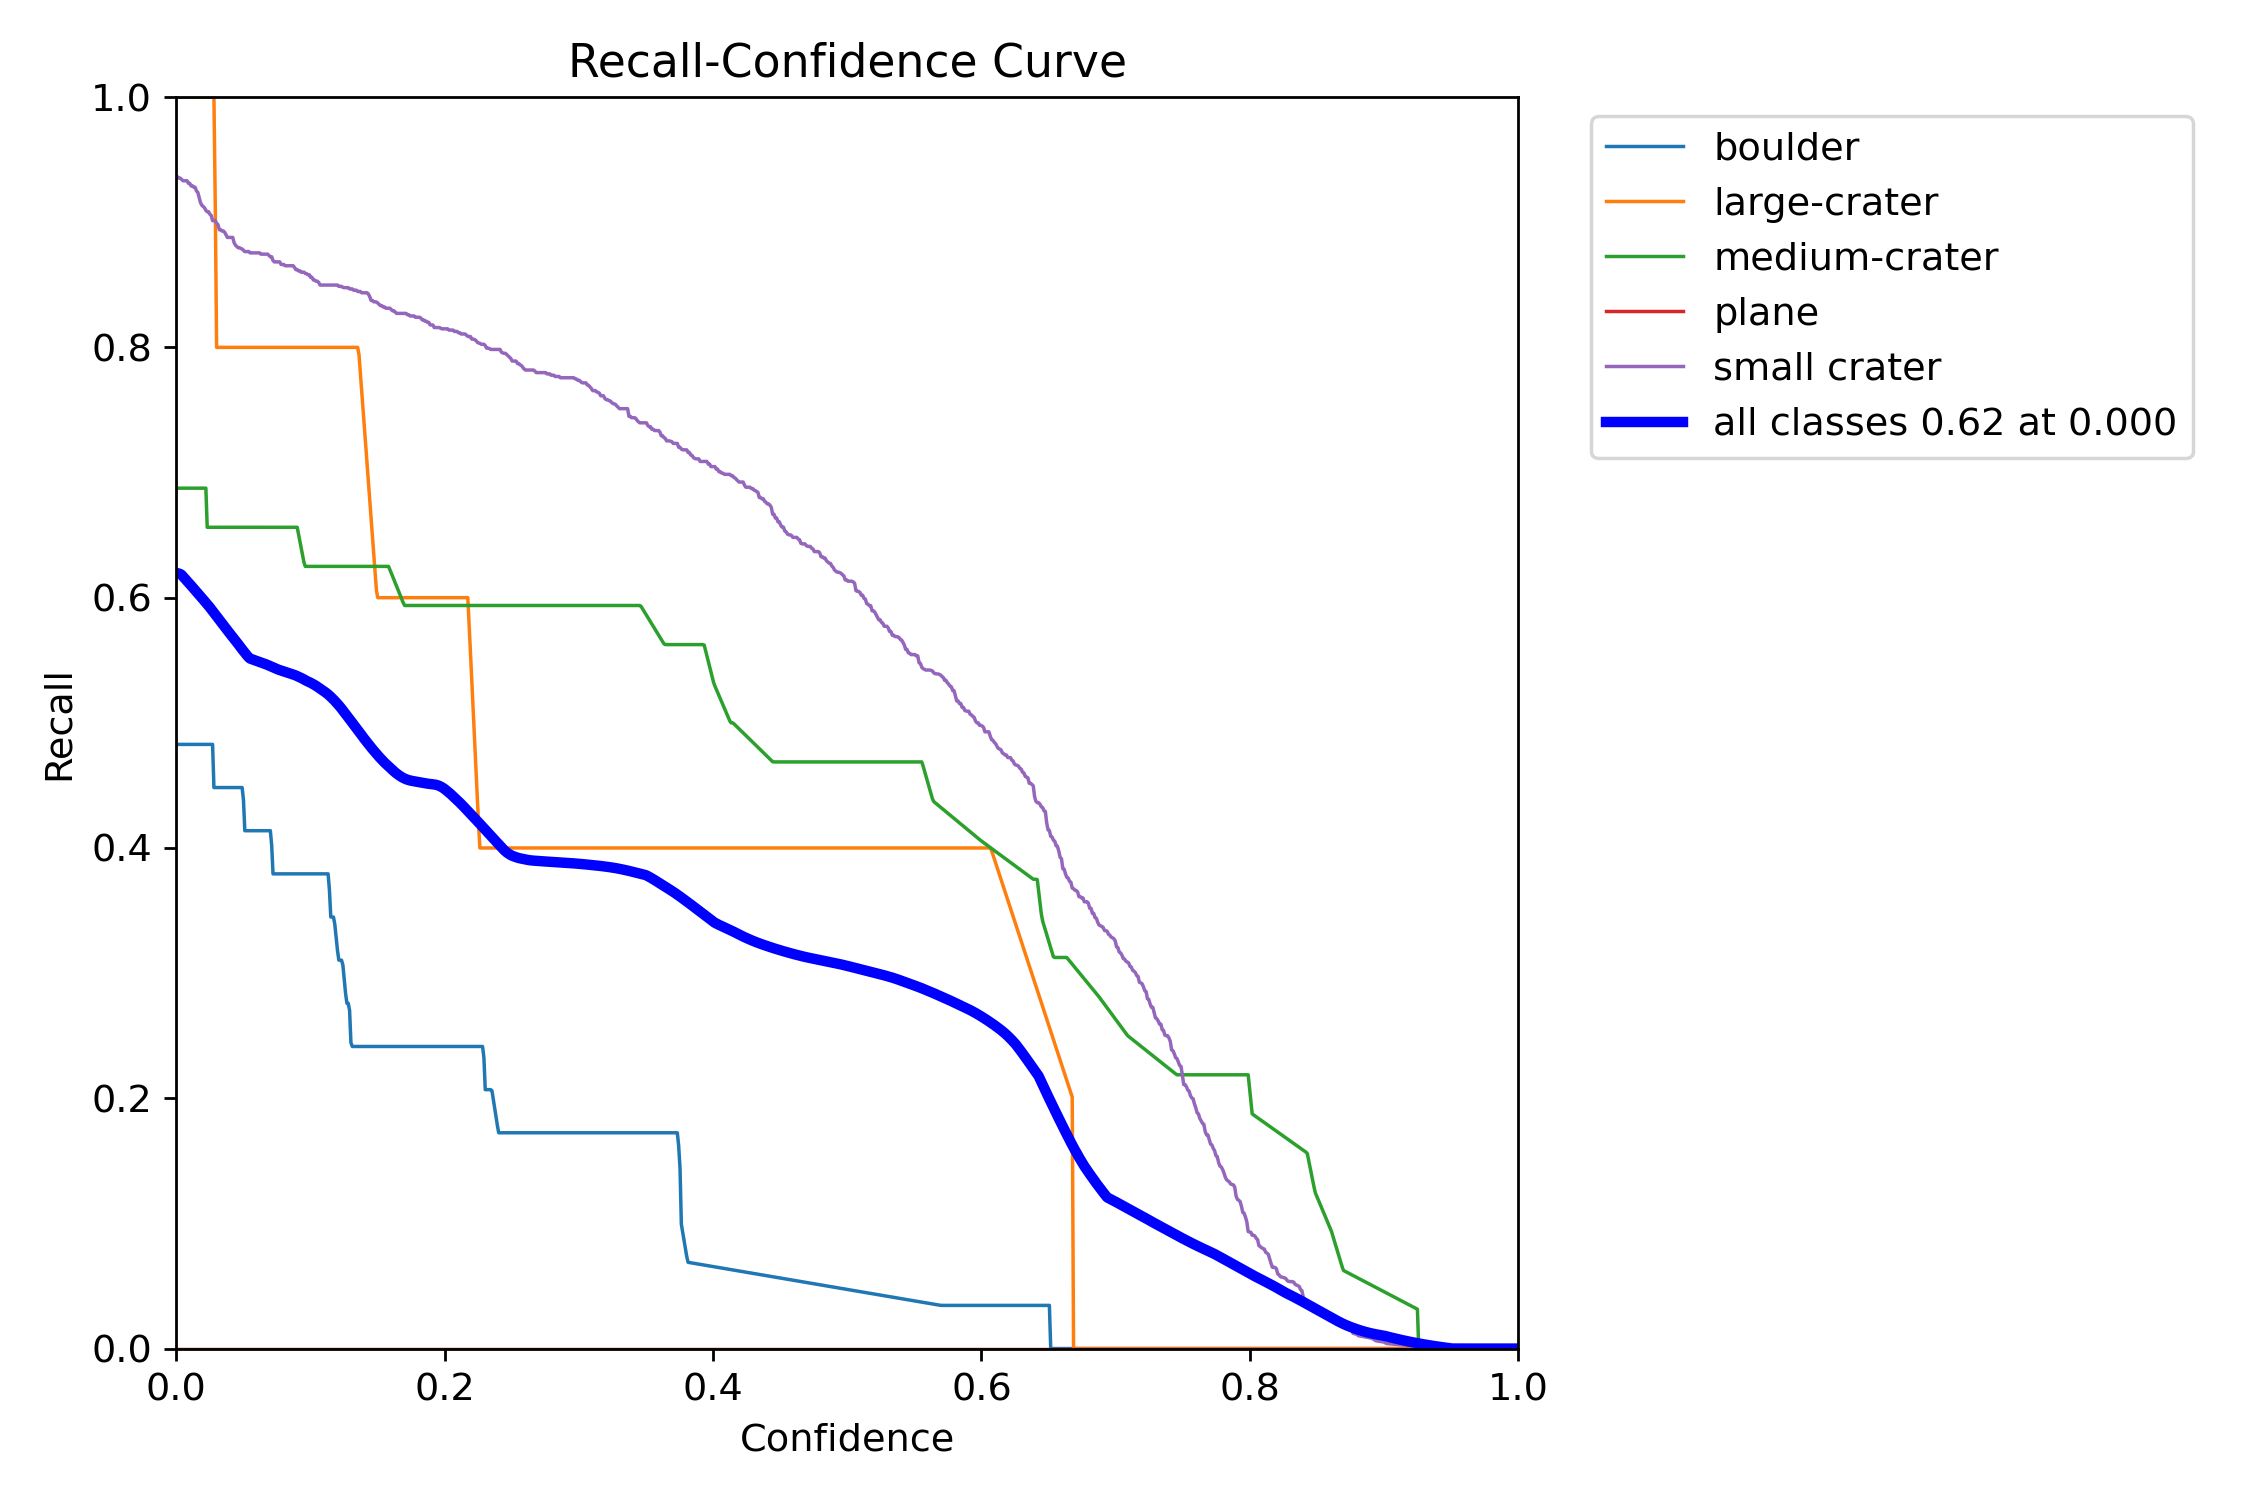 Recall-Confidence Curve
1.0
0.8
0.6
0.4
0.2
0.0
Recall
0.0 0.2 0.4 0.6 0.8 1.0
Confidence
boulder
large-crater
medium-crater
plane
small crater
all classes 0.62 at 0.000